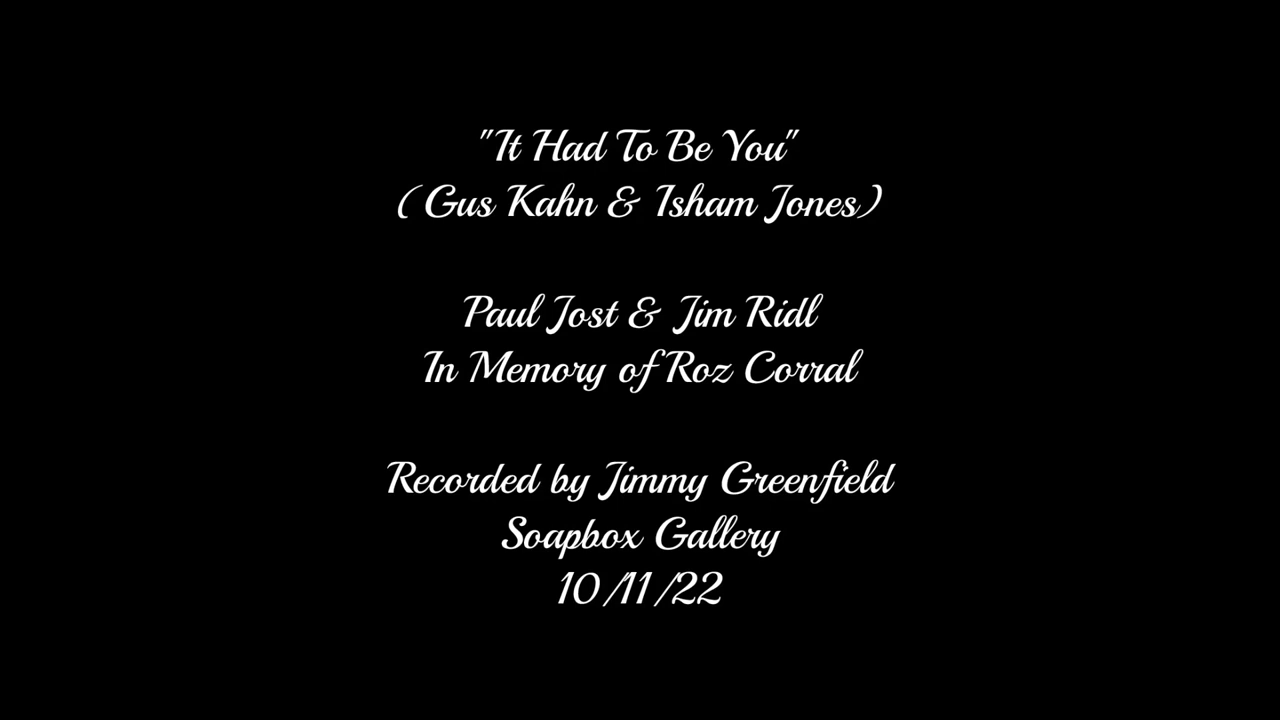 "It Had To Be You"
(Gus Kahn & Isham Jones)
Paul Jost & Jim Ridl
In Memory of Roz Corral
Recorded by Jimmy Greenfield
Soapbox Gallery
10/11/22